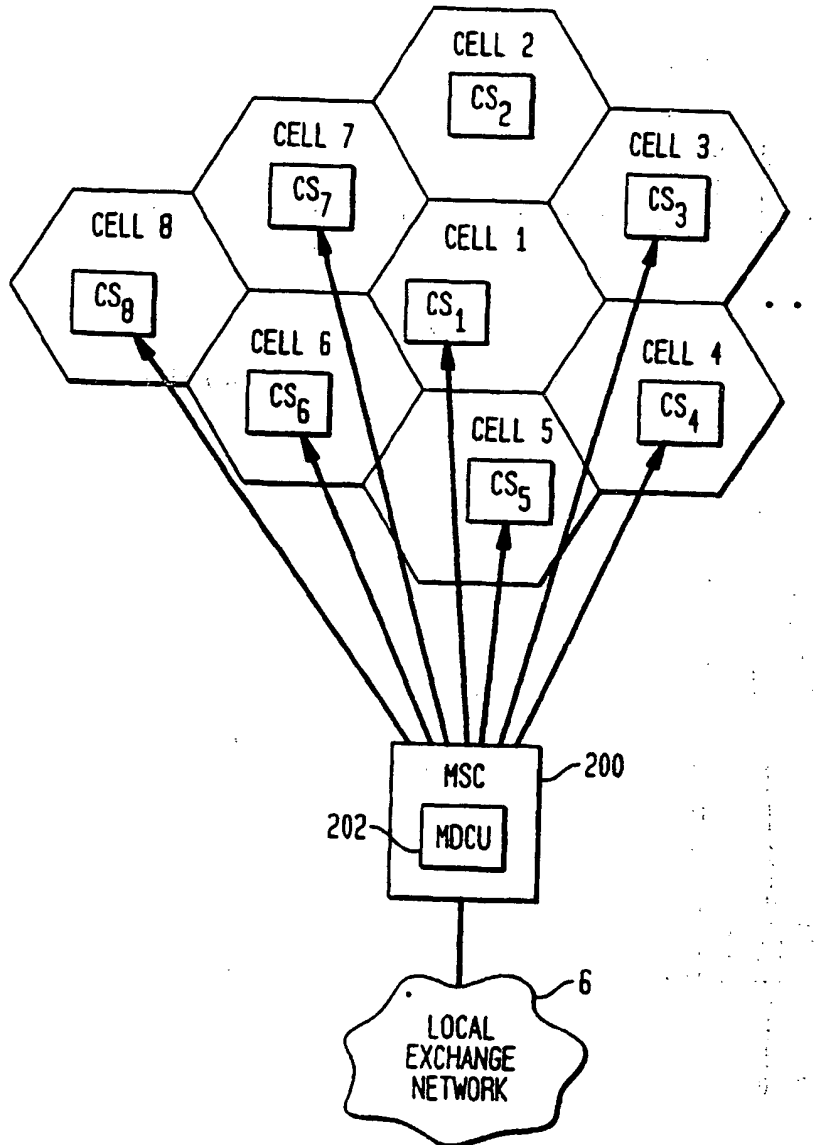 CELL 2
CS2
CELL 7
CS7
CELL 3
CS3
CELL 8
CS8
CELL 1
CS1
CELL 6
CS6
CELL 4
CS4
CELL 5
CS5
MSC
200
202
MDCU
6
LOCAL
EXCHANGE
NETWORK